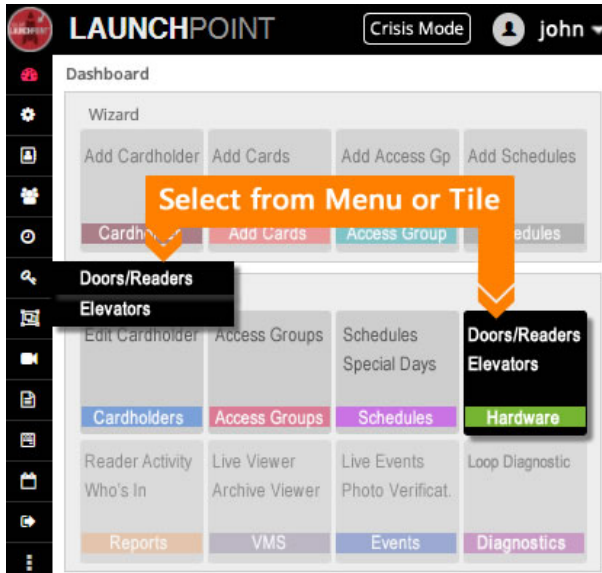 LAUNCHPOINT
Crisis Mode
john
Dashboard
Wizard
Add Cardholder
Add Cards
Add Access Gp
Add Schedules
Select from Menu or Tile
Add Cards
Access Group
Doors/Readers
Elevators
Edit Cardholder
Access Groups
Schedules
Special Days
Doors/Readers
Elevators
Cardholders
Access Groups
Schedules
Hardware
Reader Activity
Who's In
Live Viewer
Archive Viewer
Live Events
Photo Verificat.
Loop Diagnostic
Reports
VMS
Events
Diagnostics